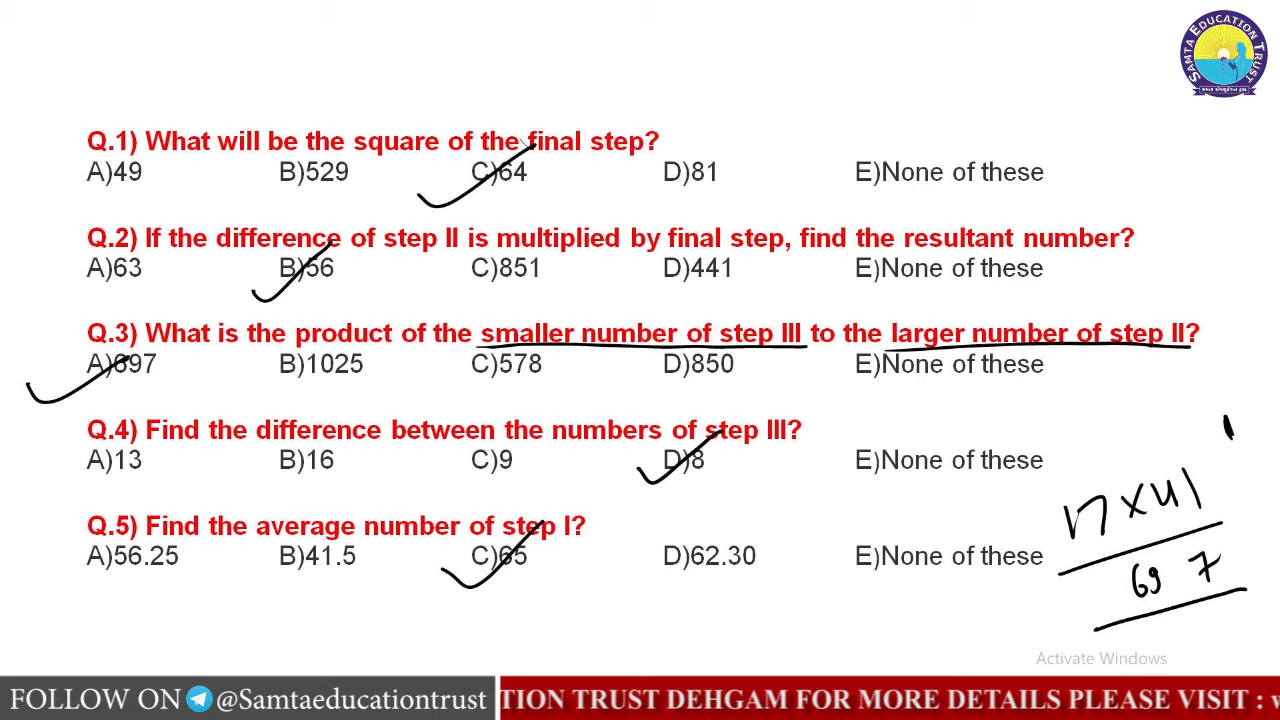 SAMTA EDUCATION TRUST
Q.1) What will be the square of the final step?
A)49 B)529 C)64 D)81 E)None of these
Q.2) If the difference of step II is multiplied by final step, find the resultant number?
A)63 B)56 C)851 D)441 E)None of these
Q.3) What is the product of the smaller number of step III to the larger number of step II?
A)697 B)1025 C)578 D)850 E)None of these
Q.4) Find the difference between the numbers of step III?
A)13 B)16 C)9 D)8 E)None of these
Q.5) Find the average number of step I?
A)56.25 B)41.5 C)65 D)62.30 E)None of these
17 x 41
69 7
Activate Windows
FOLLOW ON @Samtaeducationtrust TION TRUST DEHGAM FOR MORE DETAILS PLEASE VISIT :